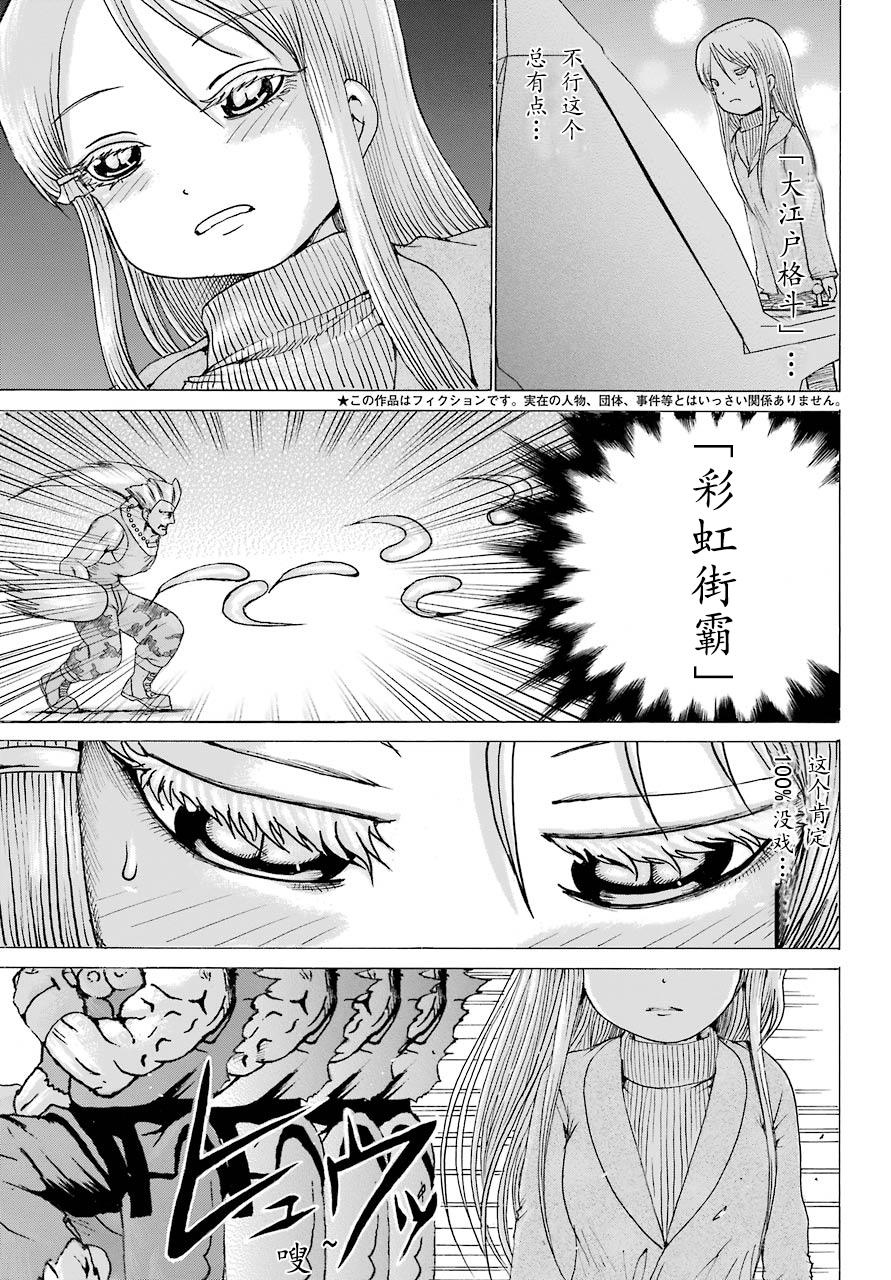 「大江户格斗」…
不行这个
总有点…
★この作品はフィクションです。実在の人物、団体、事件等とはいっさい関係ありません。
「彩虹街霸」
这个肯定
100%没戏…
ヒュウッ
嗖~